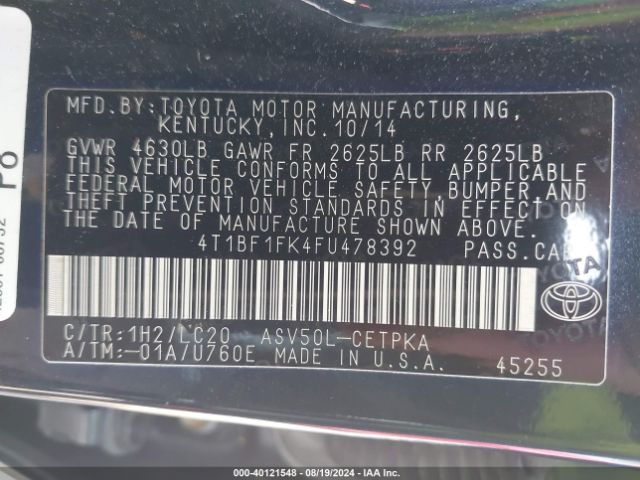 MFD.BY:TOYOTA MOTOR MANUFACTURING,
KENTUCKY,INC.10/14
GVWR 4630LB GAWR FR 2625LB RR 2625LB
THIS VEHICLE CONFORMS TO ALL APPLICABLE
FEDERAL MOTOR VEHICLE SAFETY, BUMPER AND
THEFT PREVENTION STANDARDS IN EFFECT ON
THE DATE OF MANUFACTURE SHOWN ABOVE.
4T1BF1FK4FU478392 PASS.CAR
TOYOTA
C/TR:1H2/LC20 ASV50L-CETPKA
A/TM:-01A/U760E MADE IN U.S.A.
45255
P8
000-40121548 - 08/19/2024 - IAA Inc.